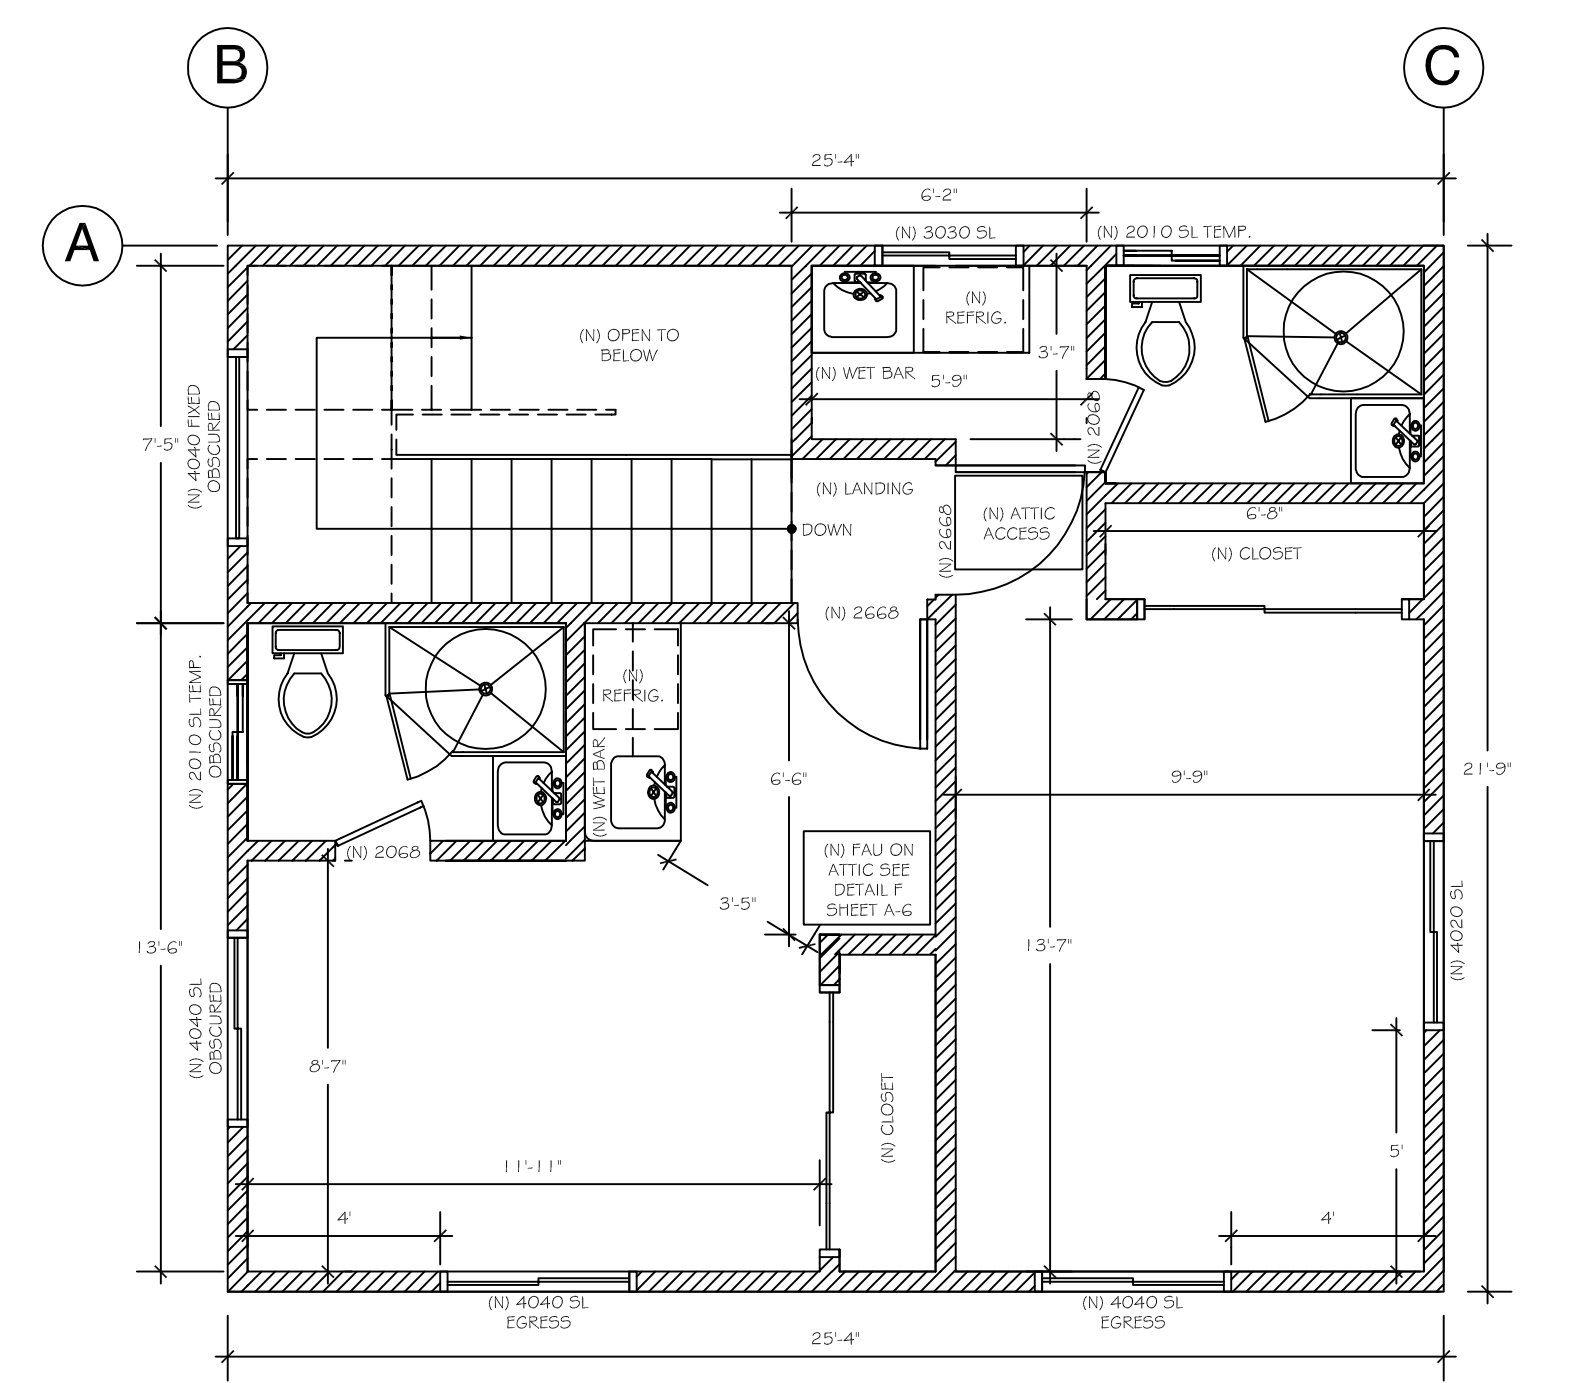 B
C
25'-4"
6'-2"
A
(N) 3030 SL
(N) 2010 SL TEMP.
(N) OPEN TO
BELOW
(N)
REFRIG.
3'-7"
(N) WET BAR
5'-9"
7'-5"
(N) 4040 FIXED
OBSCURED
(N) 2068
(N) LANDING
DOWN
(N) 2668
(N) ATTIC
ACCESS
6'-8"
(N) CLOSET
(N) 2668
(N) 2010 SL TEMP.
OBSCURED
(N)
REFRIG.
(N) WET BAR
6'-6"
9'-9"
21'-9"
(N) 2068
(N) FAU ON
ATTIC SEE
DETAIL F
SHEET A-6
3'-5"
13'-6"
13'-7"
(N) 4020 SL
(N) 4040 SL
OBSCURED
8'-7"
(N) CLOSET
5'
11'-11"
4'
4'
(N) 4040 SL
EGRESS
(N) 4040 SL
EGRESS
25'-4"